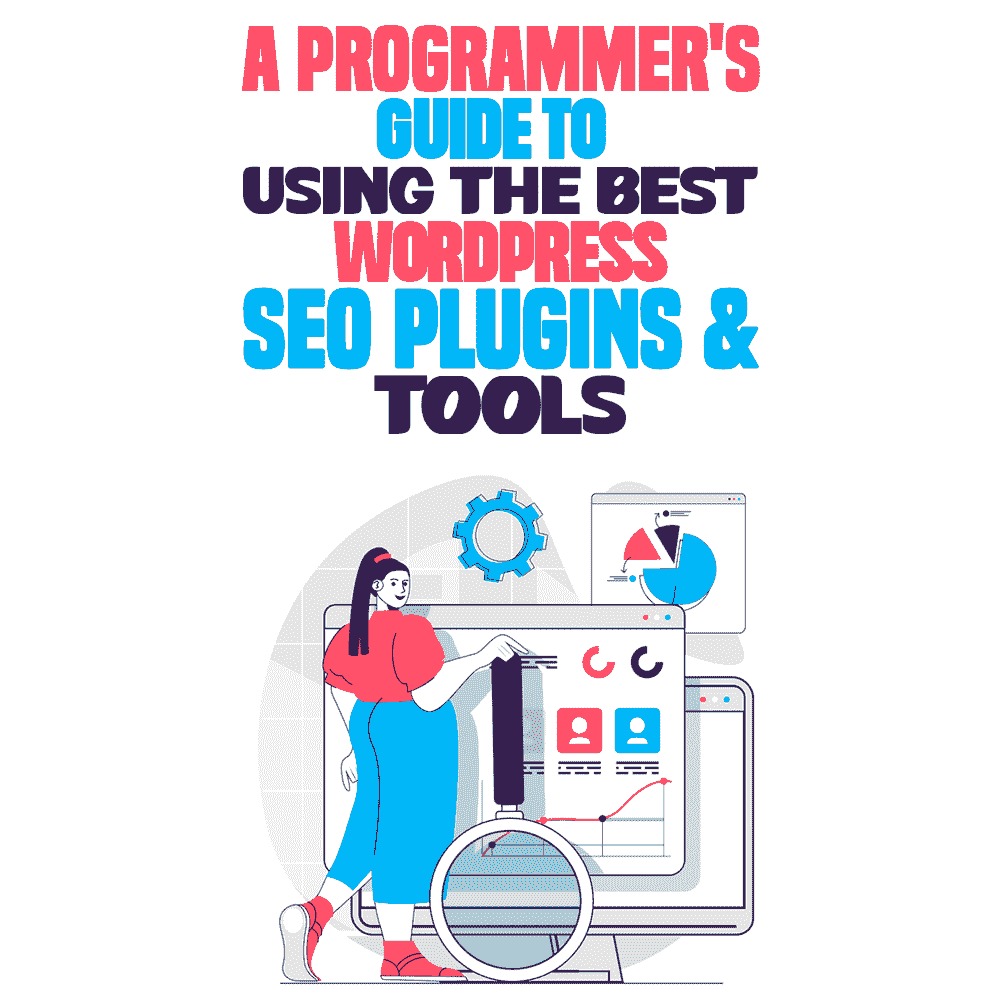 A PROGRAMMER'S
GUIDE TO
USING THE BEST
WORDPRESS
SEO PLUGINS &
TOOLS